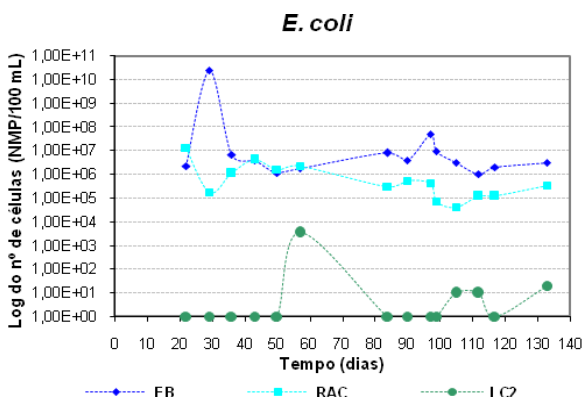 E. coli
Log do nº de células (NMP/100 mL)
1,00E+11
1,00E+10
1,00E+09
1,00E+08
1,00E+07
1,00E+06
1,00E+05
1,00E+04
1,00E+03
1,00E+02
1,00E+01
1,00E+00
0 10 20 30 40 50 60 70 80 90 100 110 120 130 140
Tempo (dias)
EB RAC LC2